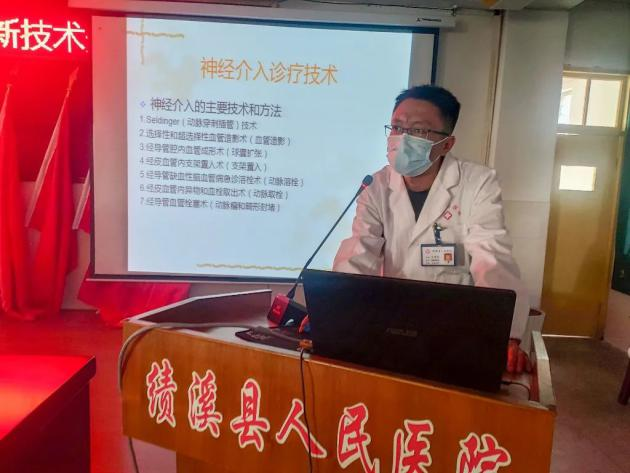 新技术
神经介入诊疗技术
神经介入的主要技术和方法
1.Seldinger（动脉穿刺插管）技术
2.选择性和超选择性血管造影术（血管造影）
3.经导管腔内血管成形术（球囊扩张）
4.经皮血管内支架置入术（支架置入）
5.经导管缺血性脑血管病急诊溶栓术（动脉溶栓）
6.经皮血管内异物和血栓取出术（动脉取栓）
7.经导管血管栓塞术（动脉瘤和畸形封堵）
ASUS
绩溪县人民医院